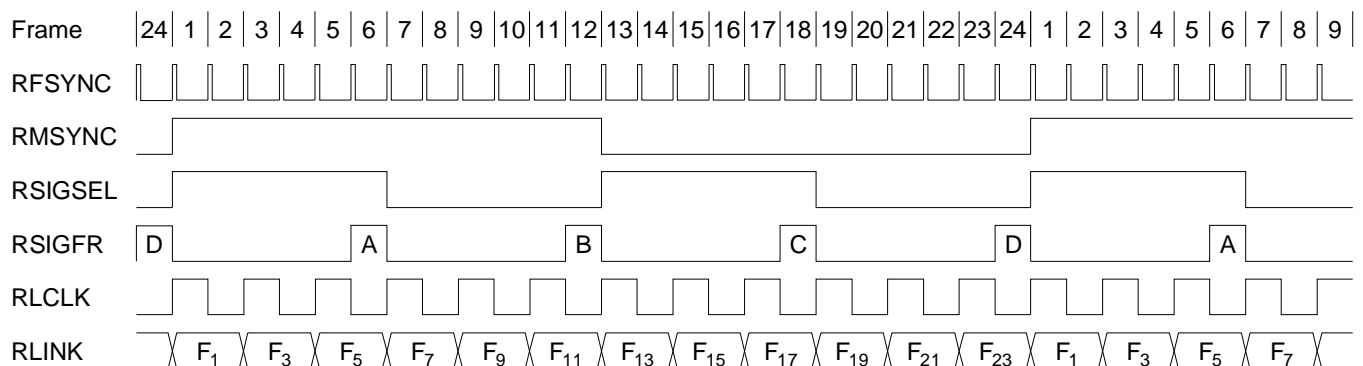 Frame 24 1 2 3 4 5 6 7 8 9 10 11 12 13 14 15 16 17 18 19 20 21 22 23 24 1 2 3 4 5 6 7 8 9
RFSYNC
RMSYNC
RSIGSEL
RSIGFR D A B C D A
RLCLK
RLINK F1 F3 F5 F7 F9 F11 F13 F15 F17 F19 F21 F23 F1 F3 F5 F7